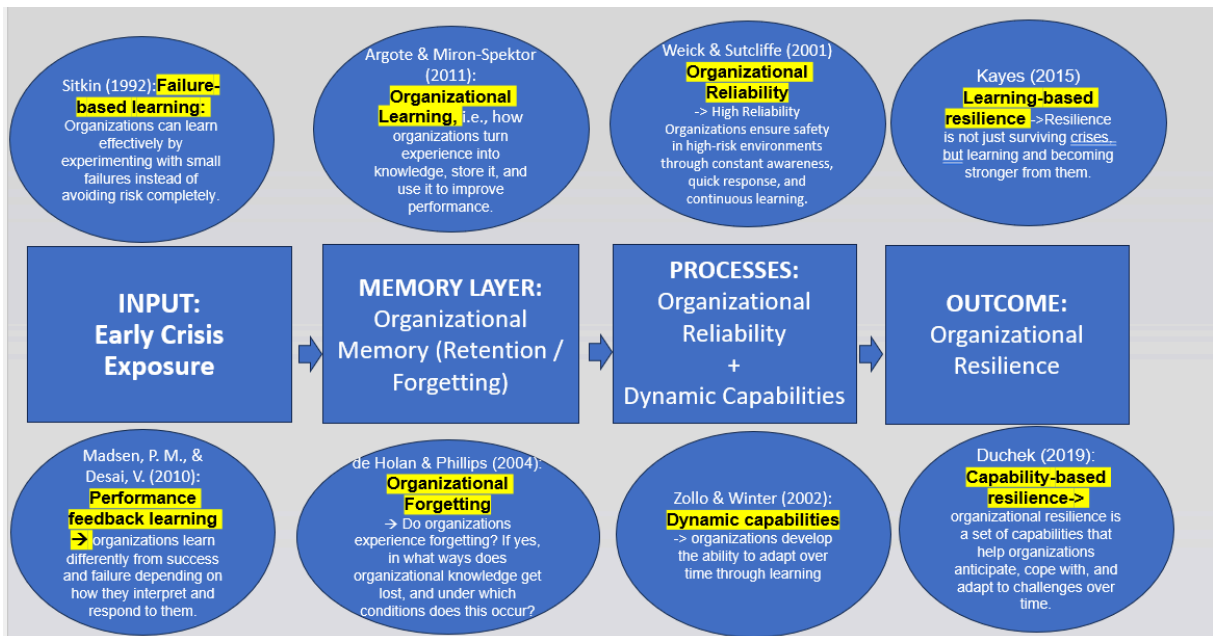 Sitkin (1992): Failure-
based learning:
Organizations can learn
effectively by
experimenting with small
failures instead of
avoiding risk completely.
Argote & Miron-Spektor
(2011):
Organizational
Learning, i.e., how
organizations turn
experience into
knowledge, store it, and
use it to improve
performance.
Weick & Sutcliffe (2001)
Organizational
Reliability
-> High Reliability
Organizations ensure safety
in high-risk environments
through constant awareness,
quick response, and
continuous learning.
Kayes (2015)
Learning-based
resilience ->Resilience
is not just surviving crises,
but learning and becoming
stronger from them.
INPUT:
Early Crisis
Exposure
MEMORY LAYER:
Organizational
Memory (Retention /
Forgetting)
PROCESSES:
Organizational
Reliability
+
Dynamic Capabilities
OUTCOME:
Organizational
Resilience
Madsen, P. M., &
Desai, V. (2010):
Performance
feedback learning
→ organizations learn
differently from success
and failure depending on
how they interpret and
respond to them.
de Holan & Phillips (2004):
Organizational
Forgetting
→ Do organizations
experience forgetting? If yes,
in what ways does
organizational knowledge get
lost, and under which
conditions does this occur?
Zollo & Winter (2002):
Dynamic capabilities
-> organizations develop
the ability to adapt over
time through learning
Duchek (2019):
Capability-based
resilience->
organizational resilience is
a set of capabilities that
help organizations
anticipate, cope with, and
adapt to challenges over
time.